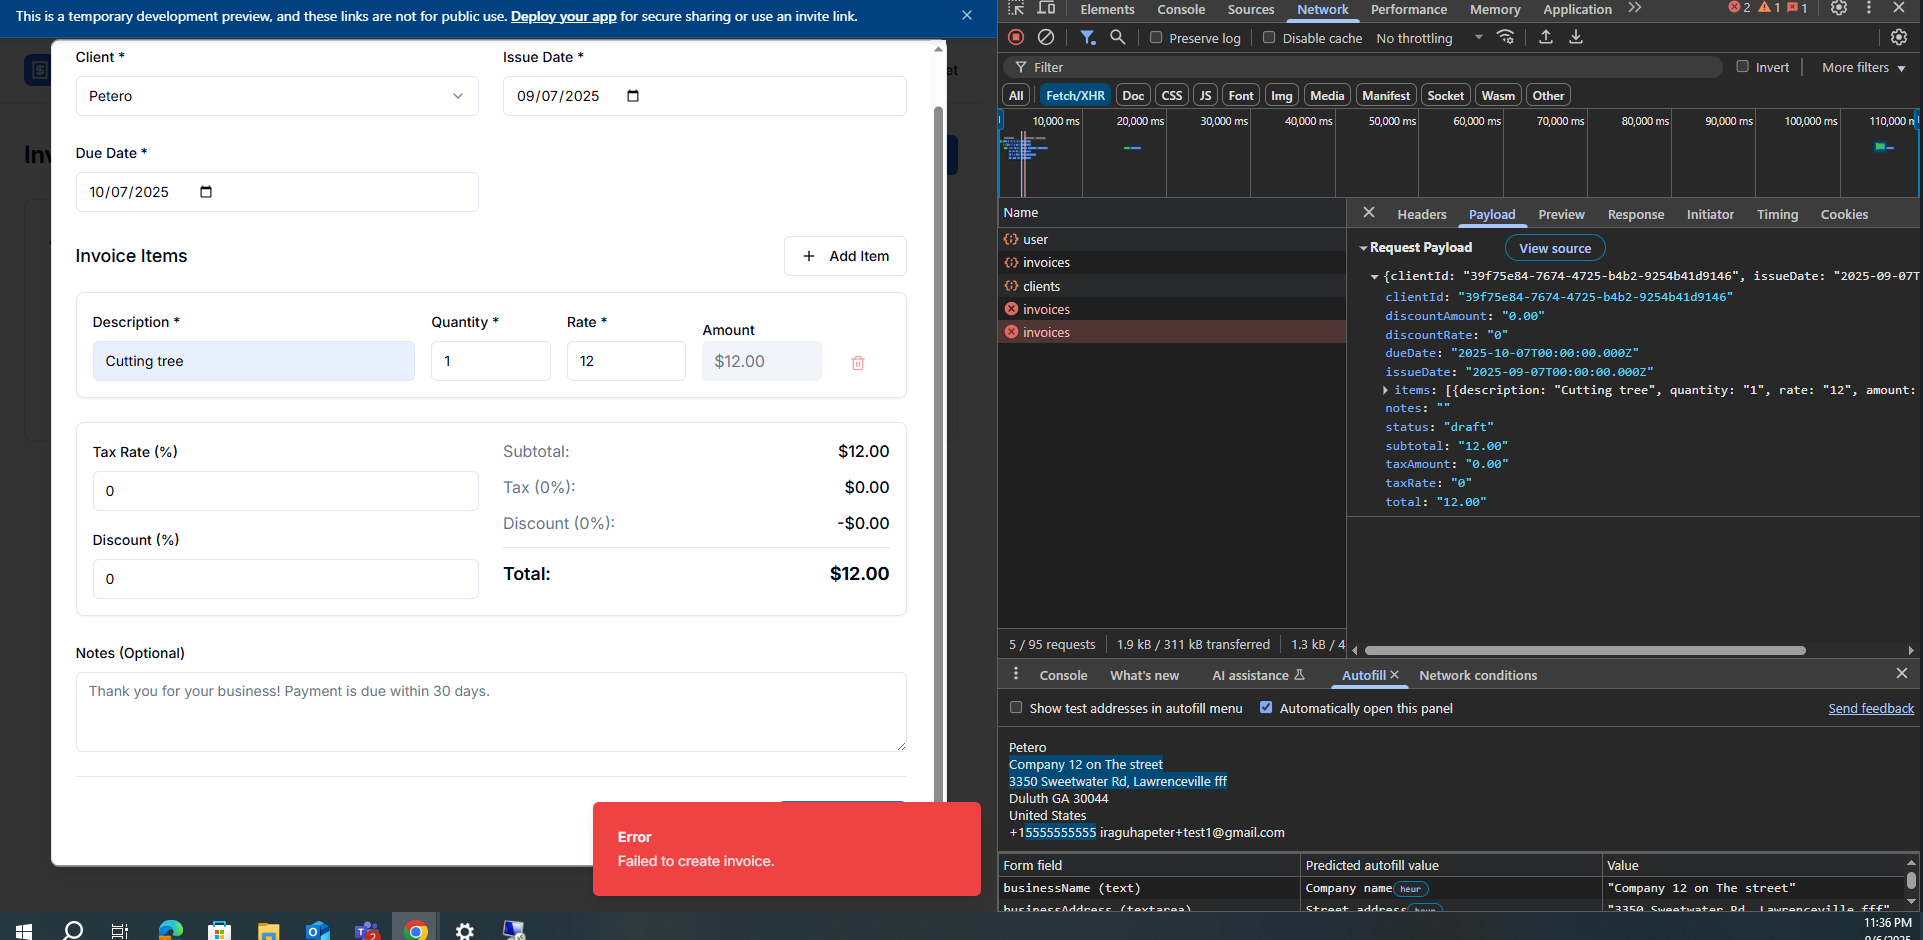 This is a temporary development preview, and these links are not for public use. Deploy your app for secure sharing or use an invite link.
Client *
Issue Date *
Petero
09/07/2025
Due Date *
10/07/2025
Invoice Items
Add Item
Description *
Quantity *
Rate *
Amount
Cutting tree
1
12
$12.00
Tax Rate (%)
0
Discount (%)
0
Subtotal:
$12.00
Tax (0%):
$0.00
Discount (0%):
-$0.00
Total:
$12.00
Notes (Optional)
Thank you for your business! Payment is due within 30 days.
Error
Failed to create invoice.
Elements Console Sources Network Performance Memory Application
2 1 1
Preserve log Disable cache No throttling
Filter
Invert
More filters
All Fetch/XHR Doc CSS JS Font Img Media Manifest Socket Wasm Other
10,000 ms 20,000 ms 30,000 ms 40,000 ms 50,000 ms 60,000 ms 70,000 ms 80,000 ms 90,000 ms 100,000 ms 110,000
Name
user
invoices
clients
invoices
invoices
5 / 95 requests 1.9 kB / 311 kB transferred 1.3 kB / 4
Headers Payload Preview Response Initiator Timing Cookies
Request Payload
View source
{clientId: "39f75e84-7674-4725-b4b2-9254b41d9146", issueDate: "2025-09-07T
clientId: "39f75e84-7674-4725-b4b2-9254b41d9146"
discountAmount: "0.00"
discountRate: "0"
dueDate: "2025-10-07T00:00:00.000Z"
issueDate: "2025-09-07T00:00:00.000Z"
items: [{description: "Cutting tree", quantity: "1", rate: "12", amount:
notes: ""
status: "draft"
subtotal: "12.00"
taxAmount: "0.00"
taxRate: "0"
total: "12.00"
Console What's new AI assistance Autofill Network conditions
Show test addresses in autofill menu
Automatically open this panel
Send feedback
Petero
Company 12 on The street
3350 Sweetwater Rd, Lawrenceville fff
Duluth GA 30044
United States
+15555555555 iraguhapeter+test1@gmail.com
Form field Predicted autofill value Value
businessName (text) Company name heur "Company 12 on The street"
businessAddress (textarea) Street address heur "3350 Sweetwater Rd, Lawrenceville fff"
2
11:36 PM
9/6/2025